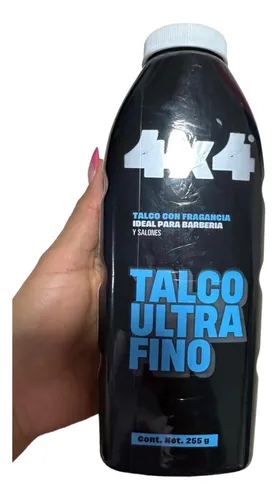 4x4
TALCO CON FRAGANCIA
IDEAL PARA BARBERIA
Y SALONES
TALCO
ULTRA
FINO
Cont. Net. 255 g